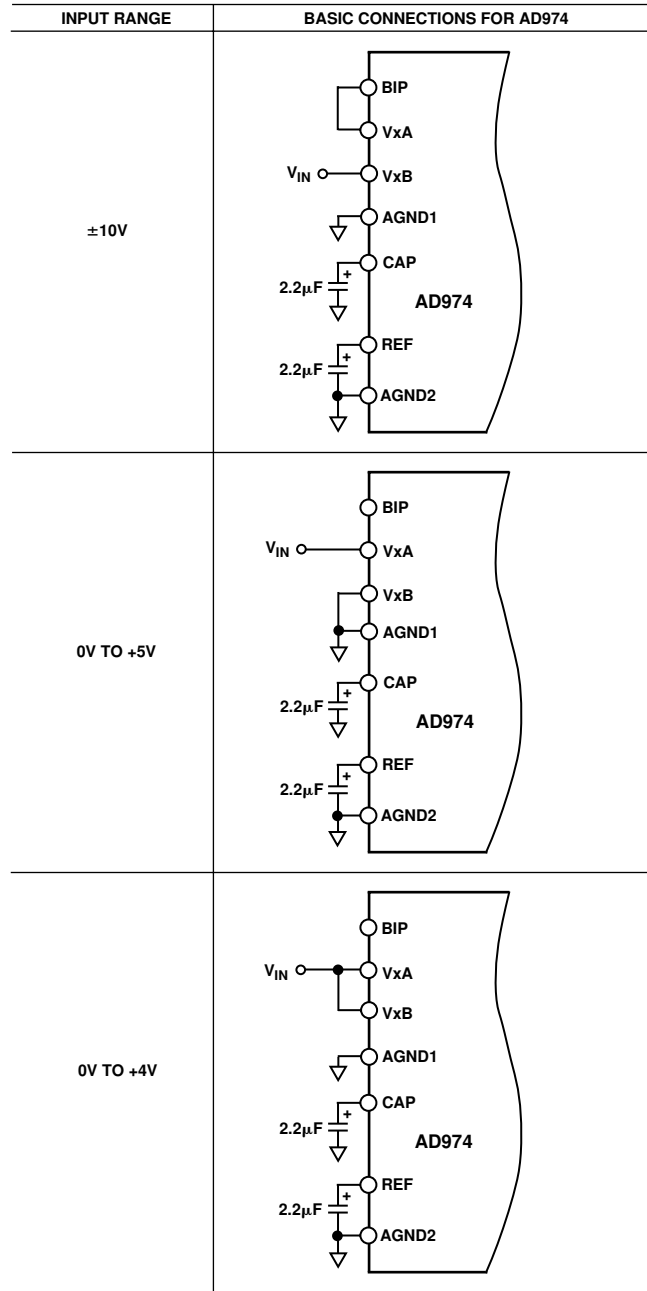 INPUT RANGE
BASIC CONNECTIONS FOR AD974
±10V
BIP
VxA
VIN
VxB
AGND1
CAP
2.2μF
+
AD974
REF
2.2μF
+
AGND2
0V TO +5V
BIP
VIN
VxA
VxB
AGND1
CAP
2.2μF
+
AD974
REF
2.2μF
+
AGND2
0V TO +4V
BIP
VIN
VxA
VxB
AGND1
CAP
2.2μF
+
AD974
REF
2.2μF
+
AGND2